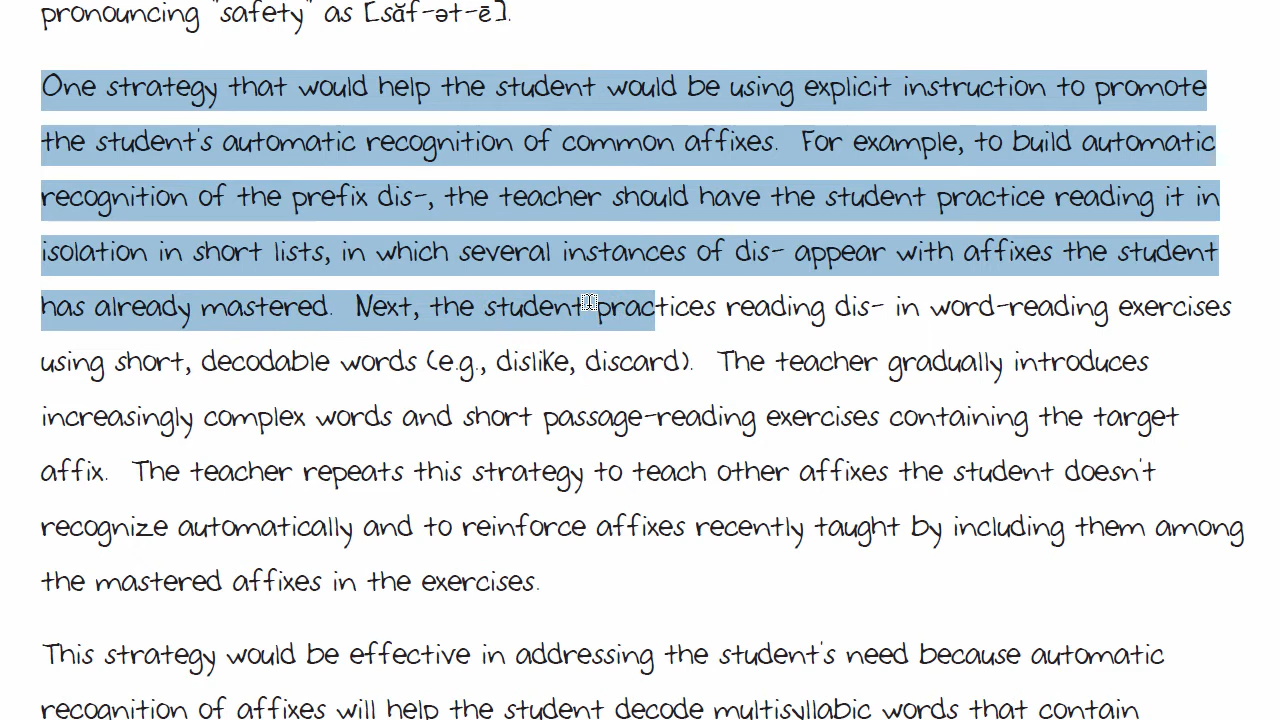 pronouncing "safety" as [săf-ət-ē].
One strategy that would help the student would be using explicit instruction to promote
the student's automatic recognition of common affixes.  For example, to build automatic
recognition of the prefix dis-, the teacher should have the student practice reading it in
isolation in short lists, in which several instances of dis- appear with affixes the student
has already mastered.  Next, the student practices reading dis- in word-reading exercises
using short, decodable words (e.g., dislike, discard).  The teacher gradually introduces
increasingly complex words and short passage-reading exercises containing the target
affix.  The teacher repeats this strategy to teach other affixes the student doesn't
recognize automatically and to reinforce affixes recently taught by including them among
the mastered affixes in the exercises.
This strategy would be effective in addressing the student's need because automatic
recognition of affixes will help the student decode multisyllabic words that contain